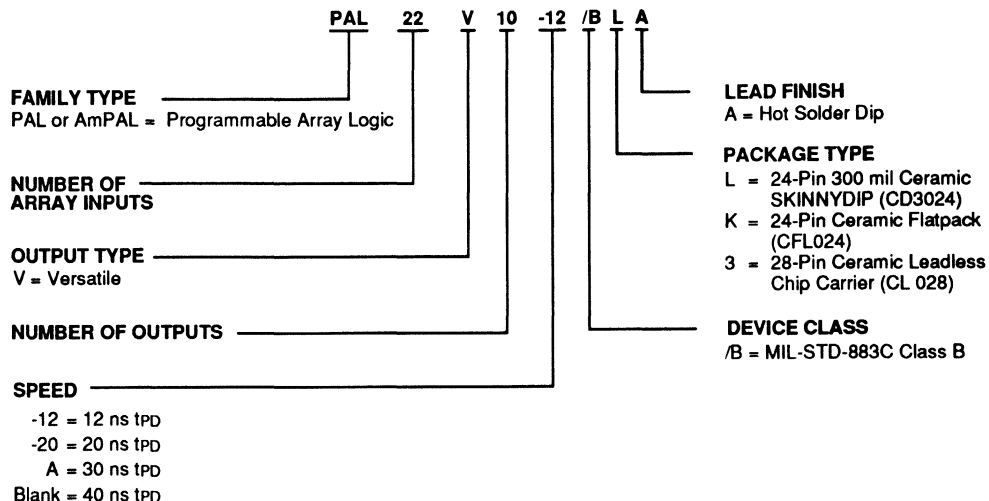 PAL 22 V 10 -12 /B L A
FAMILY TYPE
PAL or AmPAL = Programmable Array Logic
NUMBER OF
ARRAY INPUTS
OUTPUT TYPE
V = Versatile
NUMBER OF OUTPUTS
SPEED
-12 = 12 ns tPD
-20 = 20 ns tPD
A = 30 ns tPD
Blank = 40 ns tPD
LEAD FINISH
A = Hot Solder Dip
PACKAGE TYPE
L = 24-Pin 300 mil Ceramic
SKINNYDIP (CD3024)
K = 24-Pin Ceramic Flatpack
(CFL024)
3 = 28-Pin Ceramic Leadless
Chip Carrier (CL 028)
DEVICE CLASS
/B = MIL-STD-883C Class B